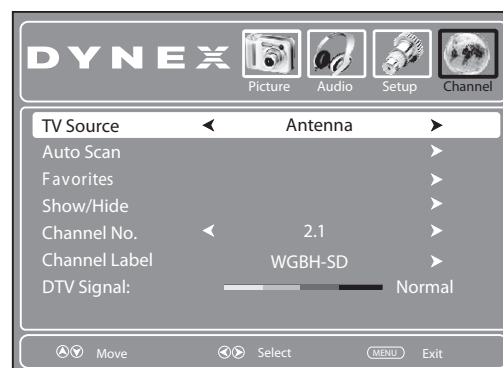 DYNEX
Picture Audio Setup Channel
TV Source Antenna
Auto Scan
Favorites
Show/Hide
Channel No. 2.1
Channel Label WGBH-SD
DTV Signal: Normal
Move Select MENU Exit